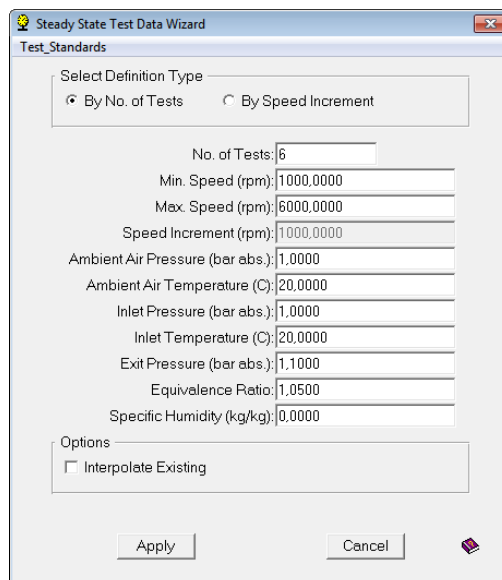 Steady State Test Data Wizard
Test_Standards
Select Definition Type
By No. of Tests By Speed Increment
No. of Tests: 6
Min. Speed (rpm): 1000,0000
Max. Speed (rpm): 6000,0000
Speed Increment (rpm): 1000,0000
Ambient Air Pressure (bar abs.): 1,0000
Ambient Air Temperature (C): 20,0000
Inlet Pressure (bar abs.): 1,0000
Inlet Temperature (C): 20,0000
Exit Pressure (bar abs.): 1,1000
Equivalence Ratio: 1,0500
Specific Humidity (kg/kg): 0,0000
Options
Interpolate Existing
Apply Cancel